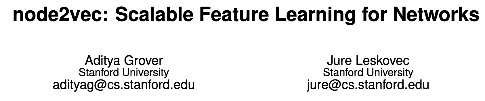 node2vec: Scalable Feature Learning for Networks
Aditya Grover
Stanford University
adityag@cs.stanford.edu
Jure Leskovec
Stanford University
jure@cs.stanford.edu